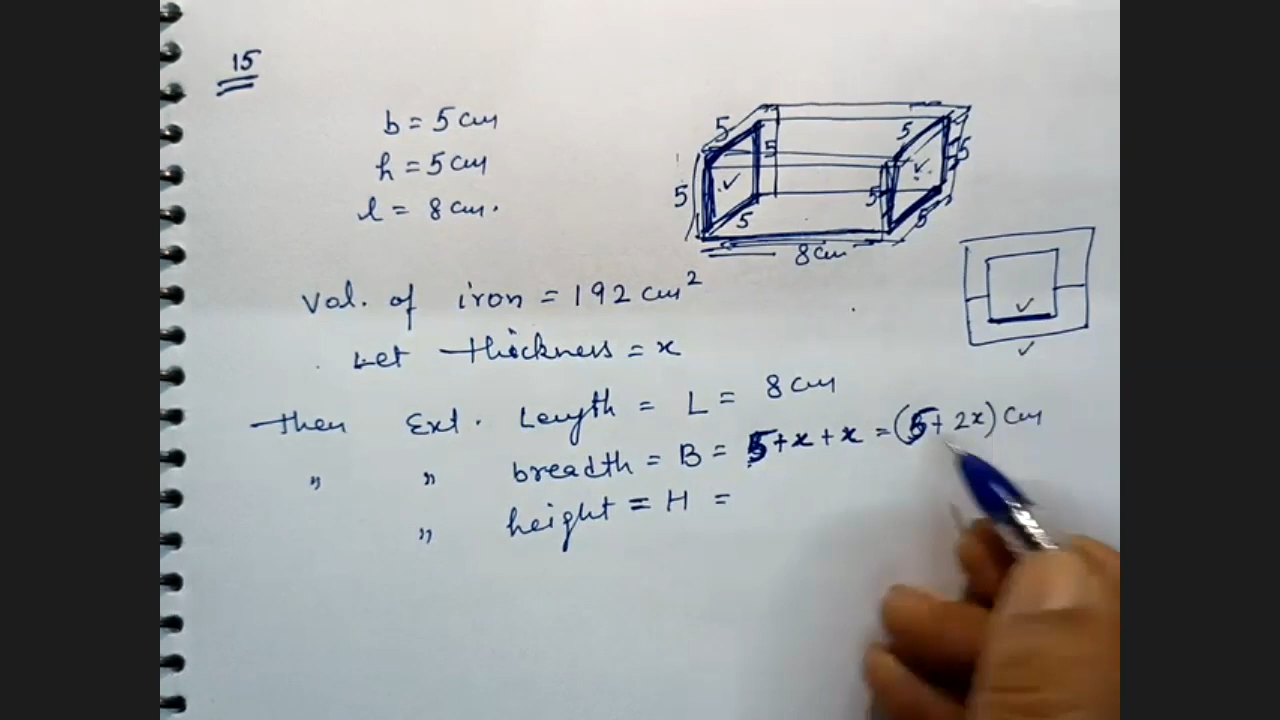 15
b = 5 cm
h = 5 cm
l = 8 cm.
5 5 5 5
5 5 5 5
8 cm
Vol. of iron = 192 cm²
Let thickness = x
Then Ext. Length = L = 8 cm
" " breadth = B = 5 + x + x = (5 + 2x) cm
" height = H =